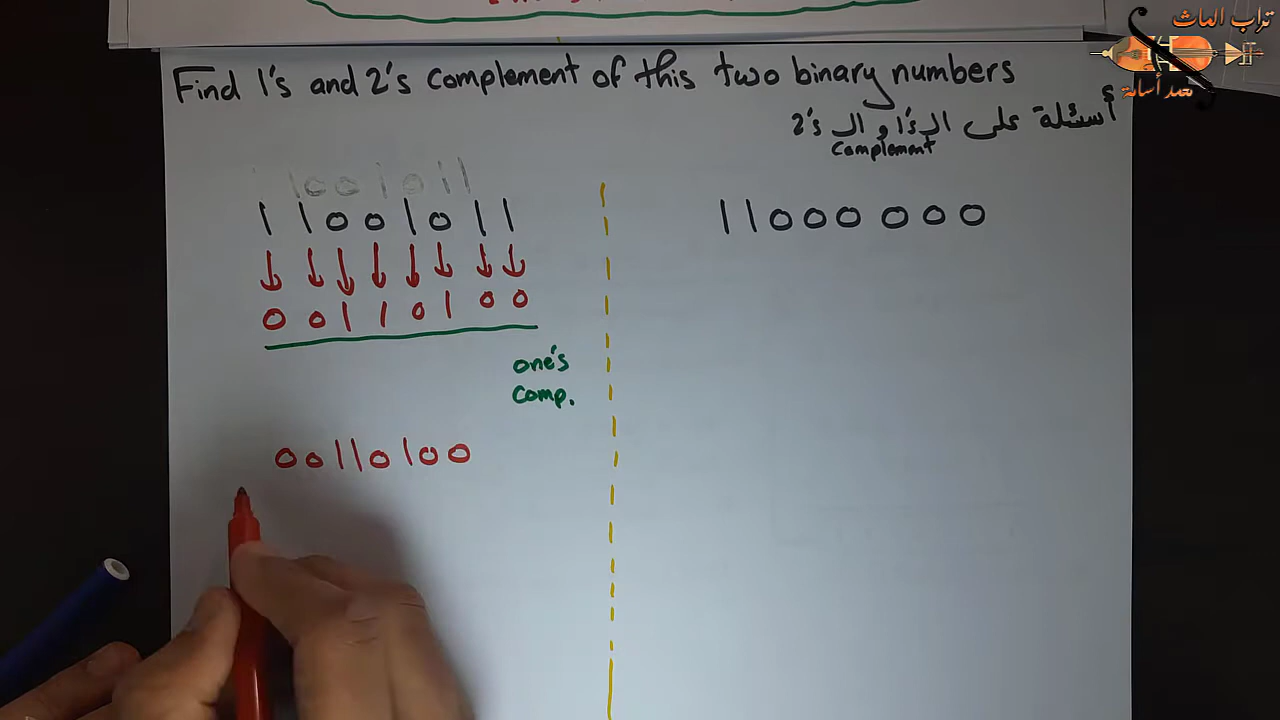 تراب الماث
محمد أسامة
Find 1's and 2's complement of this two binary numbers
أسئلة على الـ 1's و الـ 2's
Complement
1001011
11001011
00110100
one's
Comp.
00110100
11000000